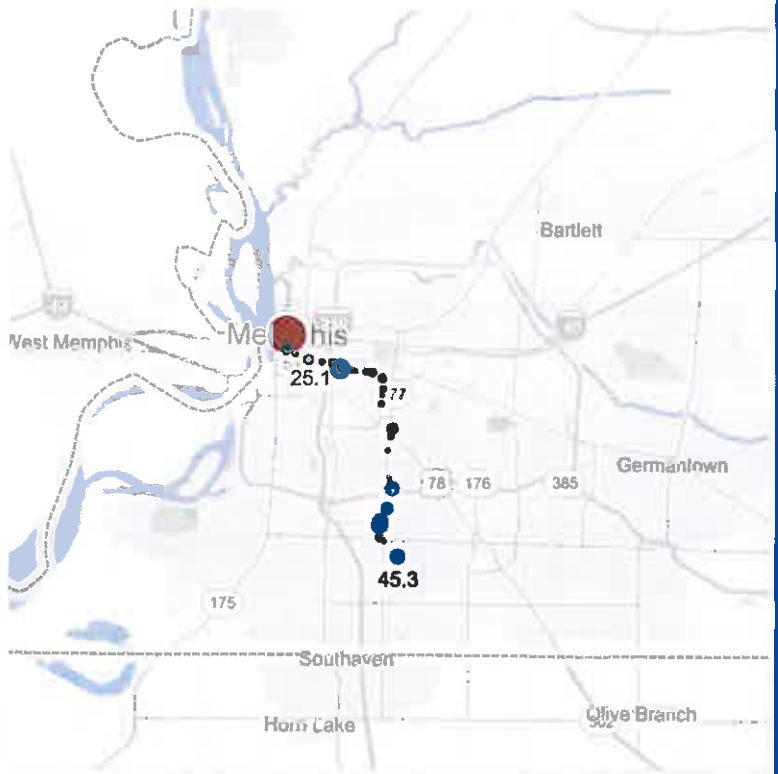 Bartlett
Memphis
West Memphis
25.1
77
Germantown
78
176
385
45.3
175
Southaven
Horn Lake
Olive Branch